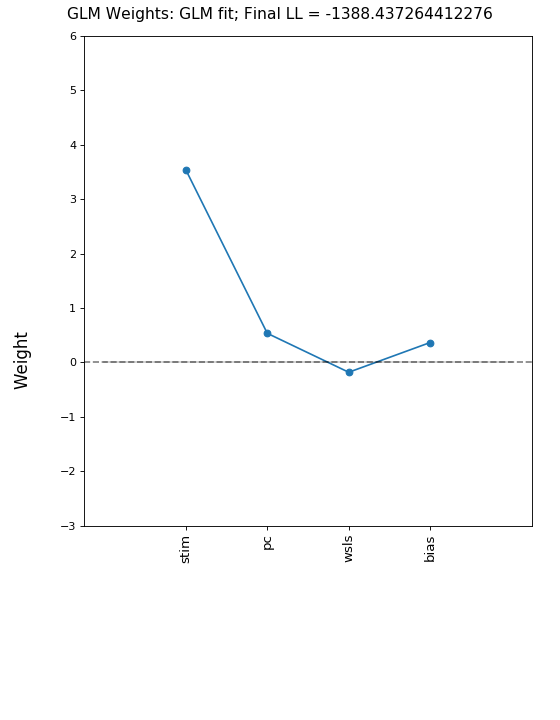 GLM Weights: GLM fit; Final LL = -1388.437264412276
6
5
4
3
2
1
0
−1
−2
−3
Weight
stim
pc
wsls
bias